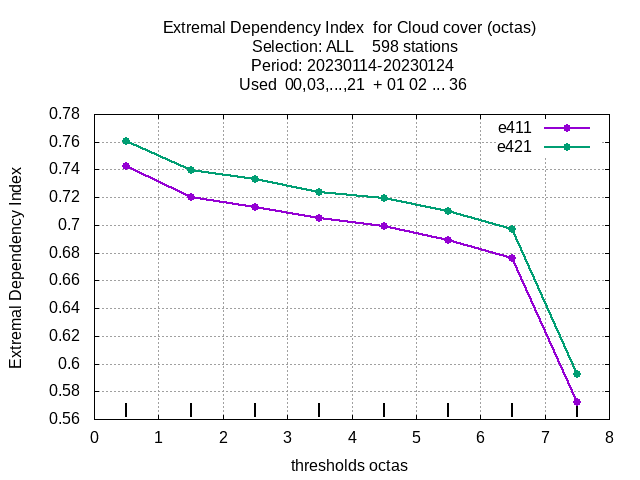 Extremal Dependency Index  for Cloud cover (octas)
Selection: ALL    598 stations
Period: 20230114-20230124
Used  00,03,...,21  + 01 02 ... 36
e411
e421
Extremal Dependency Index
0.78
0.76
0.74
0.72
0.7
0.68
0.66
0.64
0.62
0.6
0.58
0.56
0 1 2 3 4 5 6 7 8
thresholds octas